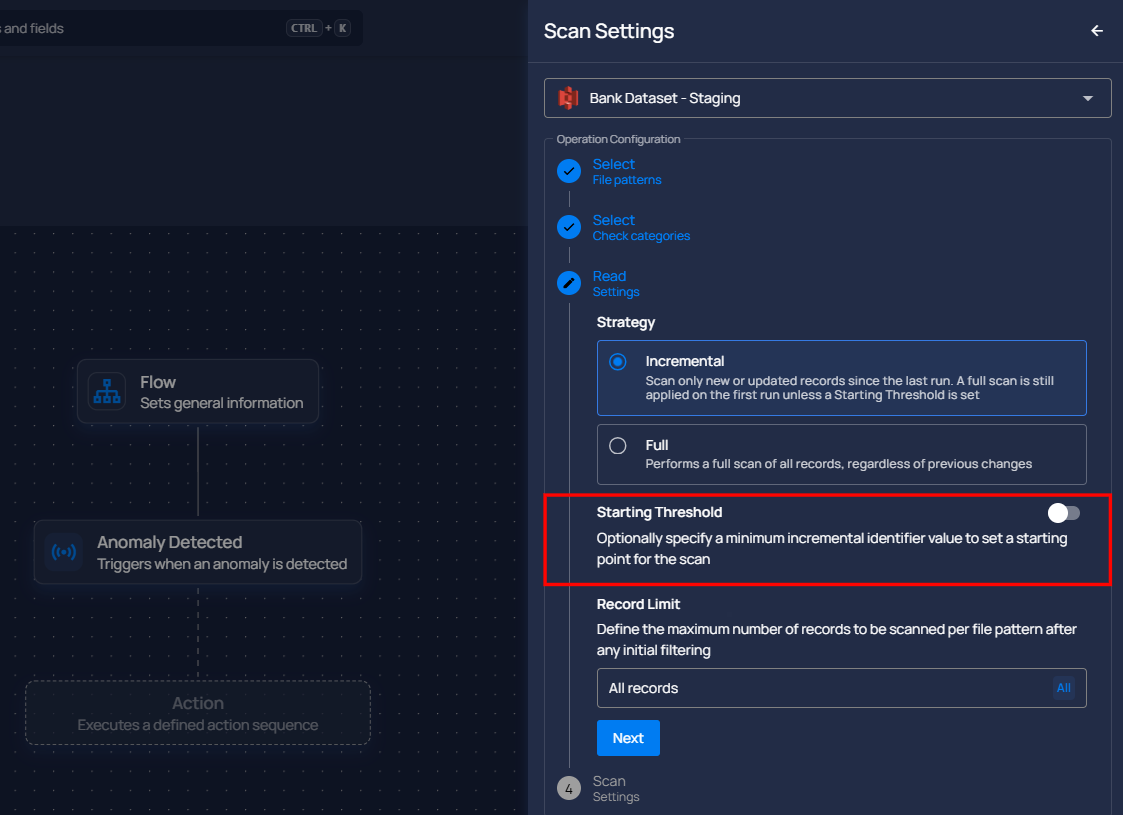 s and fields
CTRL + K
Flow
Sets general information
Anomaly Detected
Triggers when an anomaly is detected
Action
Executes a defined action sequence
Scan Settings
Bank Dataset - Staging
Operation Configuration
Select
File patterns
Select
Check categories
Read
Settings
Strategy
Incremental
Scan only new or updated records since the last run. A full scan is still
applied on the first run unless a Starting Threshold is set
Full
Performs a full scan of all records, regardless of previous changes
Starting Threshold
Optionally specify a minimum incremental identifier value to set a starting
point for the scan
Record Limit
Define the maximum number of records to be scanned per file pattern after
any initial filtering
All records
All
Next
4
Scan
Settings